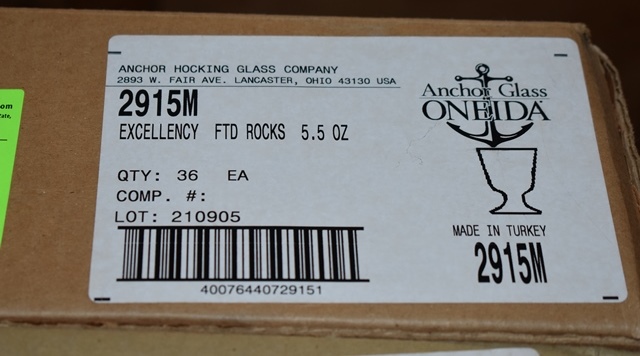 ANCHOR HOCKING GLASS COMPANY
2893 W. FAIR AVE. LANCASTER, OHIO 43130 USA
2915M
EXCELLENCY FTD ROCKS 5.5 OZ
QTY: 36 EA
COMP. #:
LOT: 210905
40076440729151
Anchor Glass
ONEIDA
MADE IN TURKEY
2915M
om